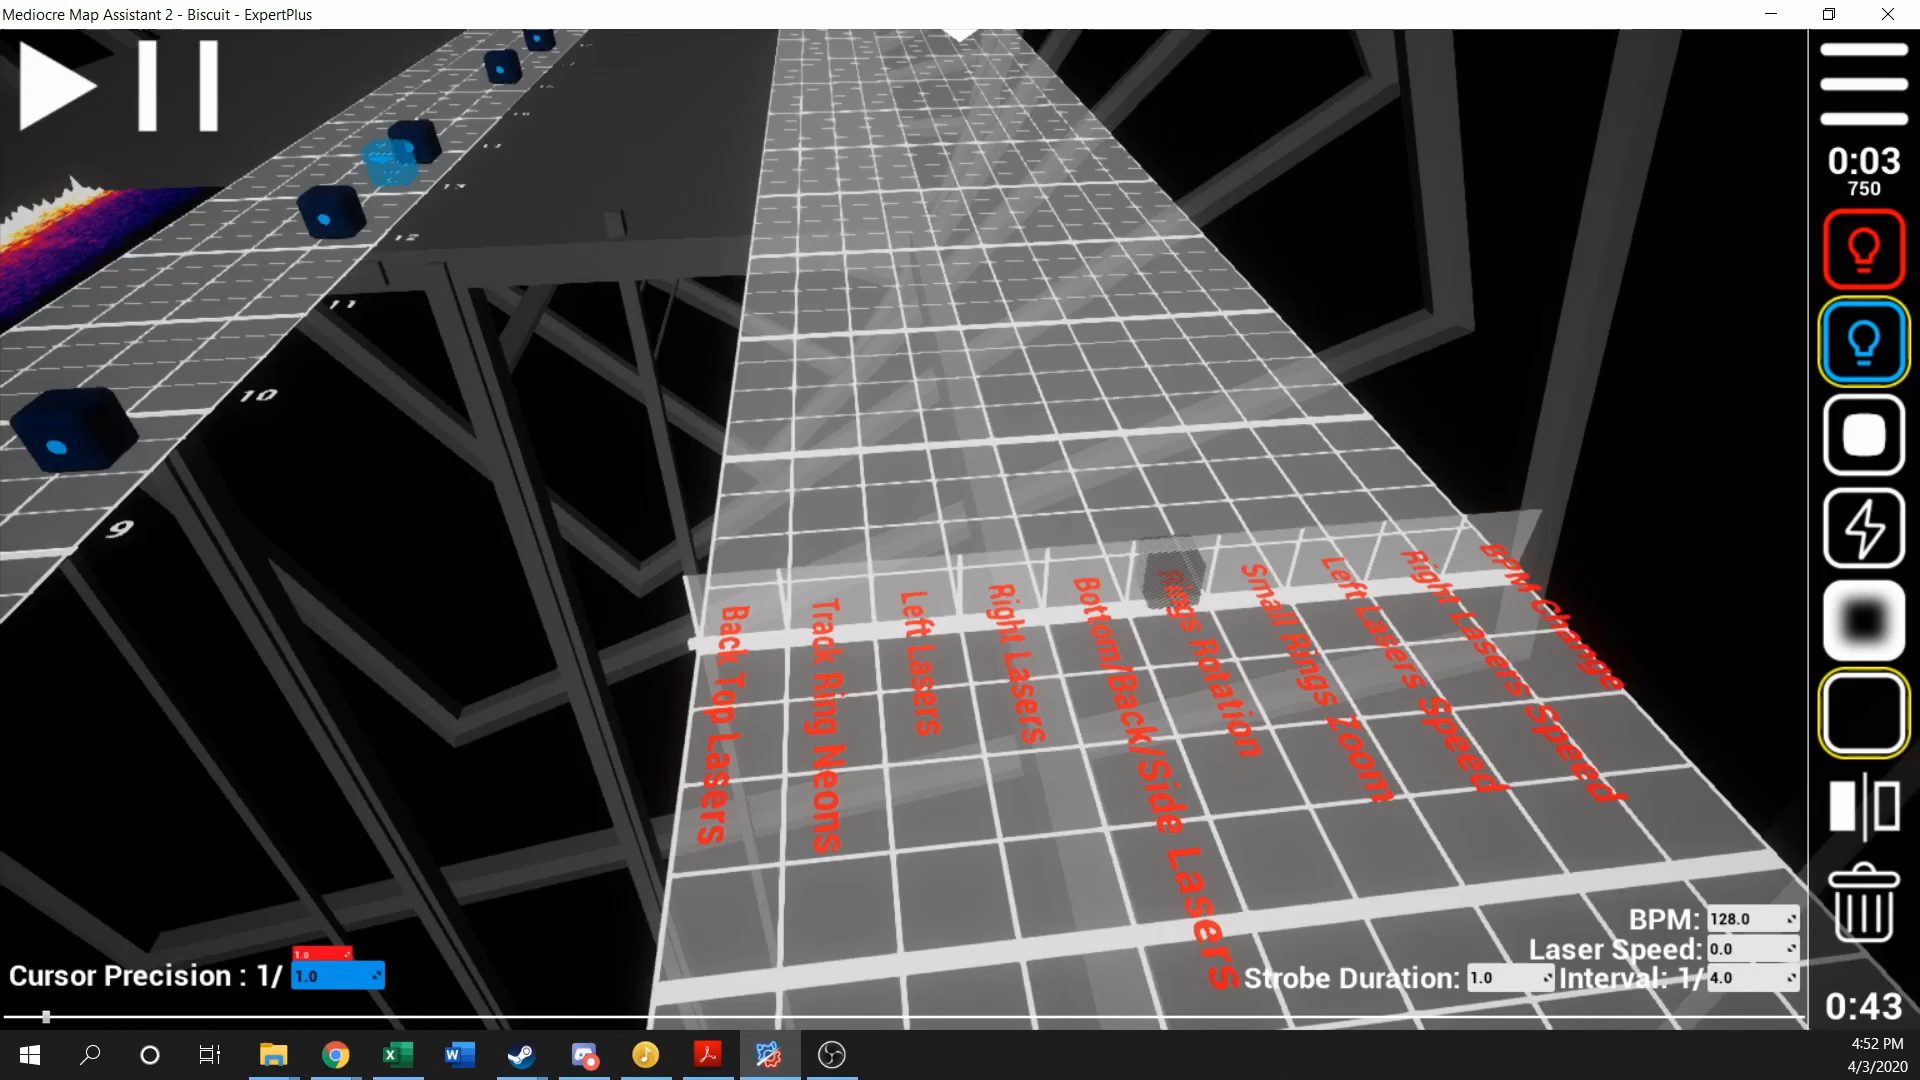 Mediocre Map Assistant 2 - Biscuit - ExpertPlus
0:03
750
13
12
11
10
9
Back Top Lasers
Track Ring Neons
Left Lasers
Right Lasers
Bottom/Back/Side Lasers
Rings Rotation
Small Rings Zoom
Left Lasers Speed
Right Lasers Speed
BPM Change
1.0
Cursor Precision : 1/ 1.0
BPM: 128.0
Laser Speed: 0.0
Strobe Duration: 1.0 Interval: 1/ 4.0
0:43
4:52 PM
4/3/2020